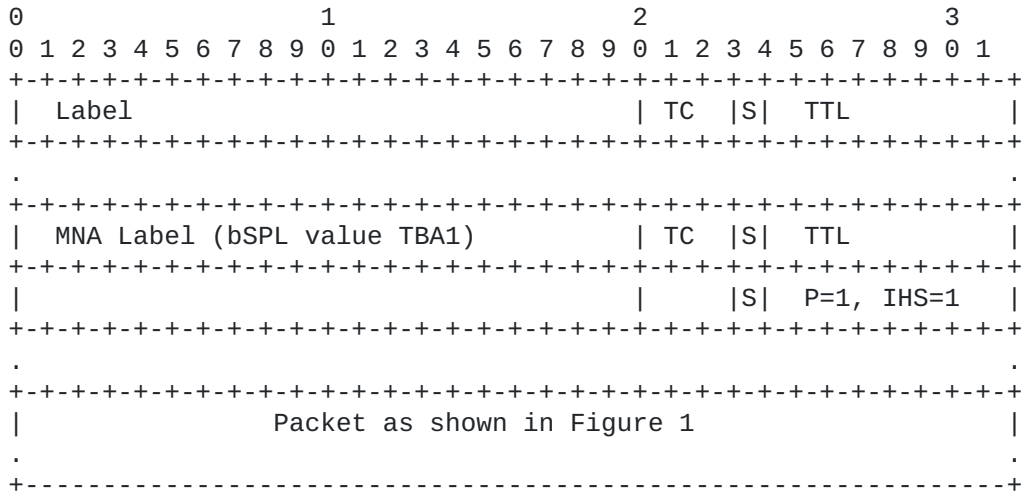 0                   1                   2                   3
0 1 2 3 4 5 6 7 8 9 0 1 2 3 4 5 6 7 8 9 0 1 2 3 4 5 6 7 8 9 0 1
+-+-+-+-+-+-+-+-+-+-+-+-+-+-+-+-+-+-+-+-+-+-+-+-+-+-+-+-+-+-+-+-+
|  Label                                | TC  |S|  TTL          |
+-+-+-+-+-+-+-+-+-+-+-+-+-+-+-+-+-+-+-+-+-+-+-+-+-+-+-+-+-+-+-+-+
.                                                               .
+-+-+-+-+-+-+-+-+-+-+-+-+-+-+-+-+-+-+-+-+-+-+-+-+-+-+-+-+-+-+-+-+
|  MNA Label (bSPL value TBA1)          | TC  |S|  TTL          |
+-+-+-+-+-+-+-+-+-+-+-+-+-+-+-+-+-+-+-+-+-+-+-+-+-+-+-+-+-+-+-+-+
|                                       |     |S|  P=1, IHS=1   |
+-+-+-+-+-+-+-+-+-+-+-+-+-+-+-+-+-+-+-+-+-+-+-+-+-+-+-+-+-+-+-+-+
.                                                               .
+-+-+-+-+-+-+-+-+-+-+-+-+-+-+-+-+-+-+-+-+-+-+-+-+-+-+-+-+-+-+-+-+
|                Packet as shown in Figure 1                    |
.                                                               .
+---------------------------------------------------------------+